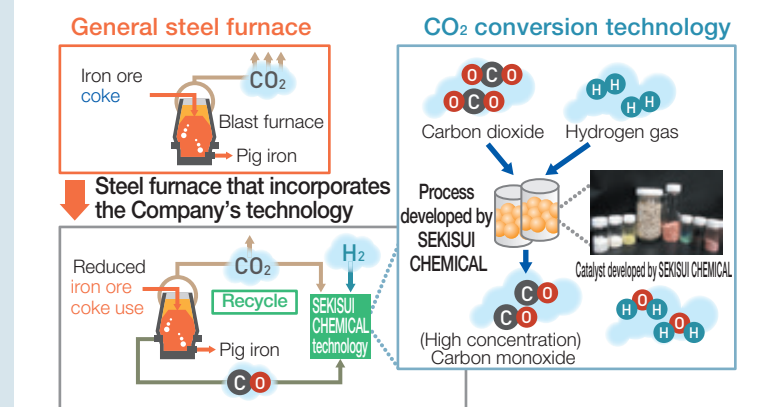 General steel furnace
Iron ore
coke
CO₂
Blast furnace
Pig iron
Steel furnace that incorporates
the Company's technology
Reduced
iron ore
coke use
CO₂
H₂
Recycle
SEKISUI
CHEMICAL
technology
Pig iron
C O
CO₂ conversion technology
O C O
O C O
H H
H H
Carbon dioxide
Hydrogen gas
Process
developed by
SEKISUI
CHEMICAL
Catalyst developed by SEKISUI CHEMICAL
C O
C O
(High concentration)
Carbon monoxide
H O H
H O H